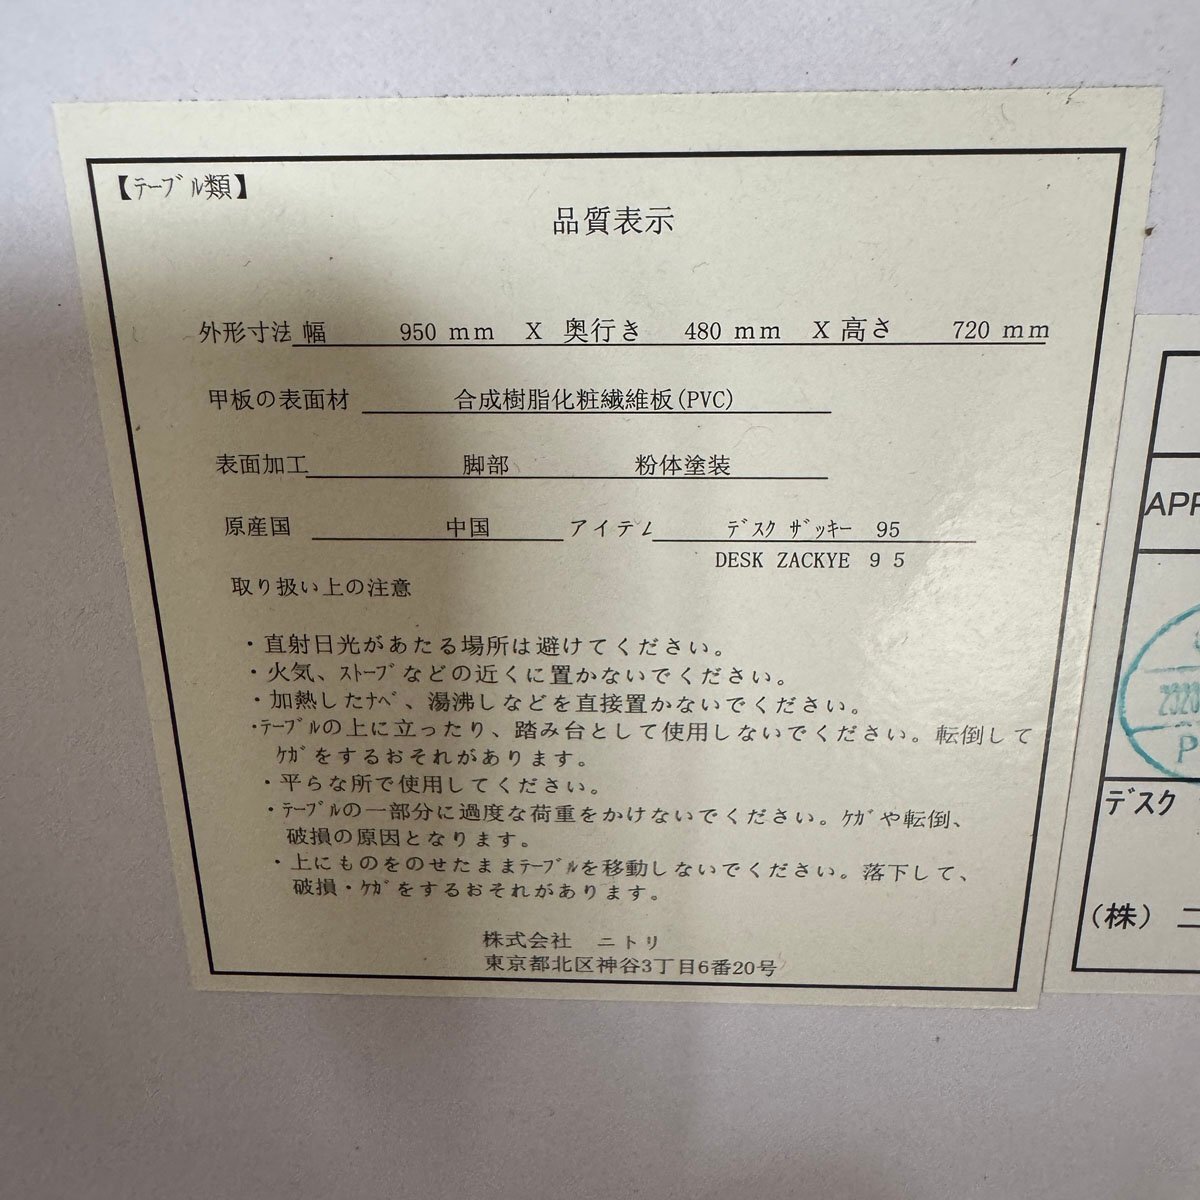 【ﾃｰﾌﾞﾙ類】
品質表示
外形寸法 幅 950 mm X 奥行き 480 mm X 高さ 720 mm
甲板の表面材 合成樹脂化粧繊維板(PVC)
表面加工 脚部 粉体塗装
原産国 中国 アイテム ﾃﾞｽｸ ｻﾞｯｷｰ 95
DESK ZACKYE 95
取り扱い上の注意
・直射日光があたる場所は避けてください。
・火気、ｽﾄｰﾌﾞなどの近くに置かないでください。
・加熱したﾅﾍﾞ、湯沸しなどを直接置かないでください。
・ﾃｰﾌﾞﾙの上に立ったり、踏み台として使用しないでください。転倒して
ｹｶﾞをするおそれがあります。
・平らな所で使用してください。
・ﾃｰﾌﾞﾙの一部分に過度な荷重をかけないでください。ｹｶﾞや転倒、
破損の原因となります。
・上にものをのせたままﾃｰﾌﾞﾙを移動しないでください。落下して、
破損・ｹｶﾞをするおそれがあります。
株式会社 ニトリ
東京都北区神谷3丁目6番20号
APP
2020
P
デスク
(株) ニ